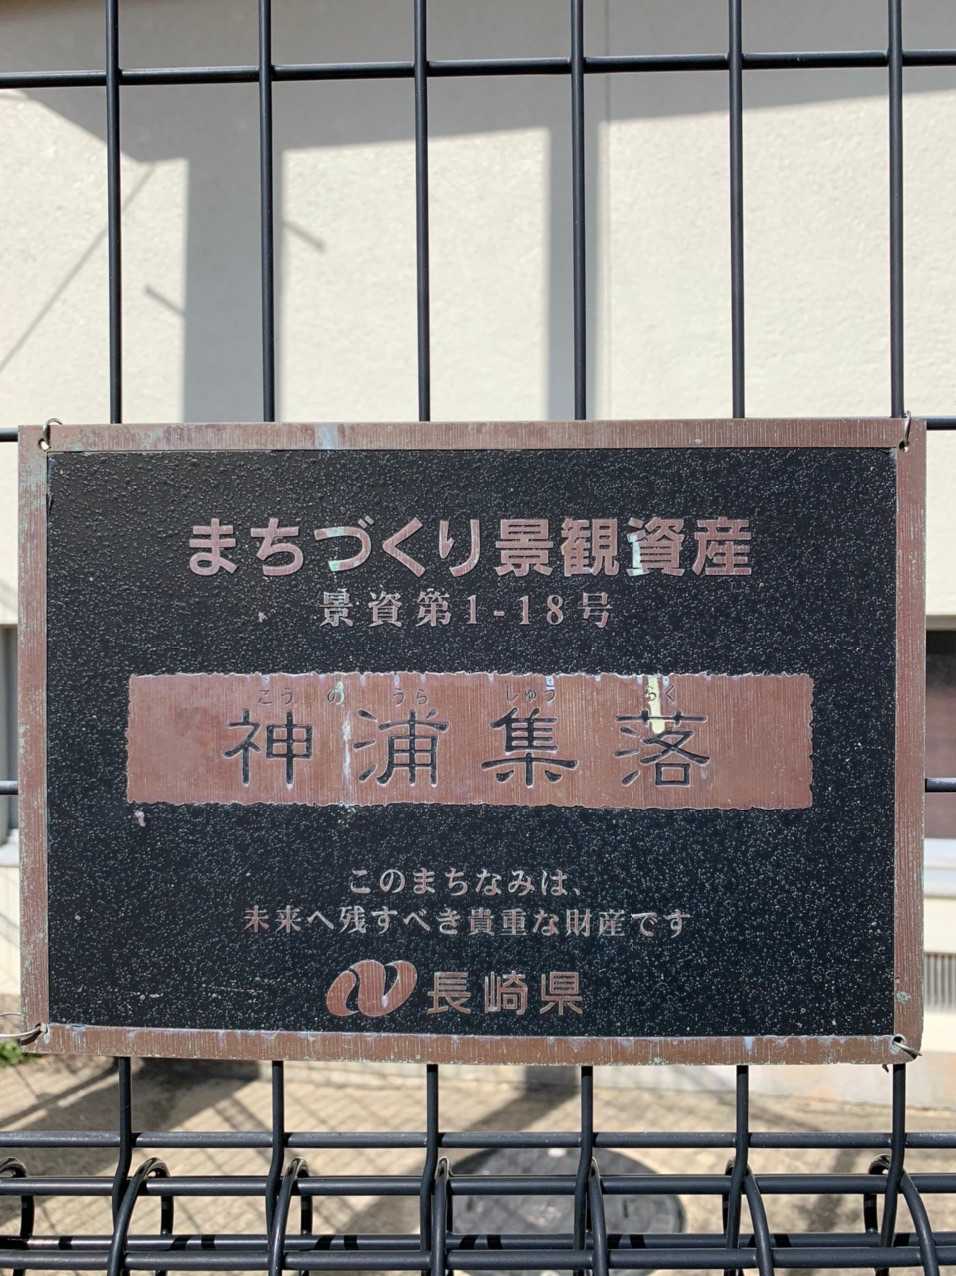 まちづくり景観資産
景資第1-18号
こう の うら しゅう らく
神浦集落
このまちなみは、
未来へ残すべき貴重な財産です
長崎県